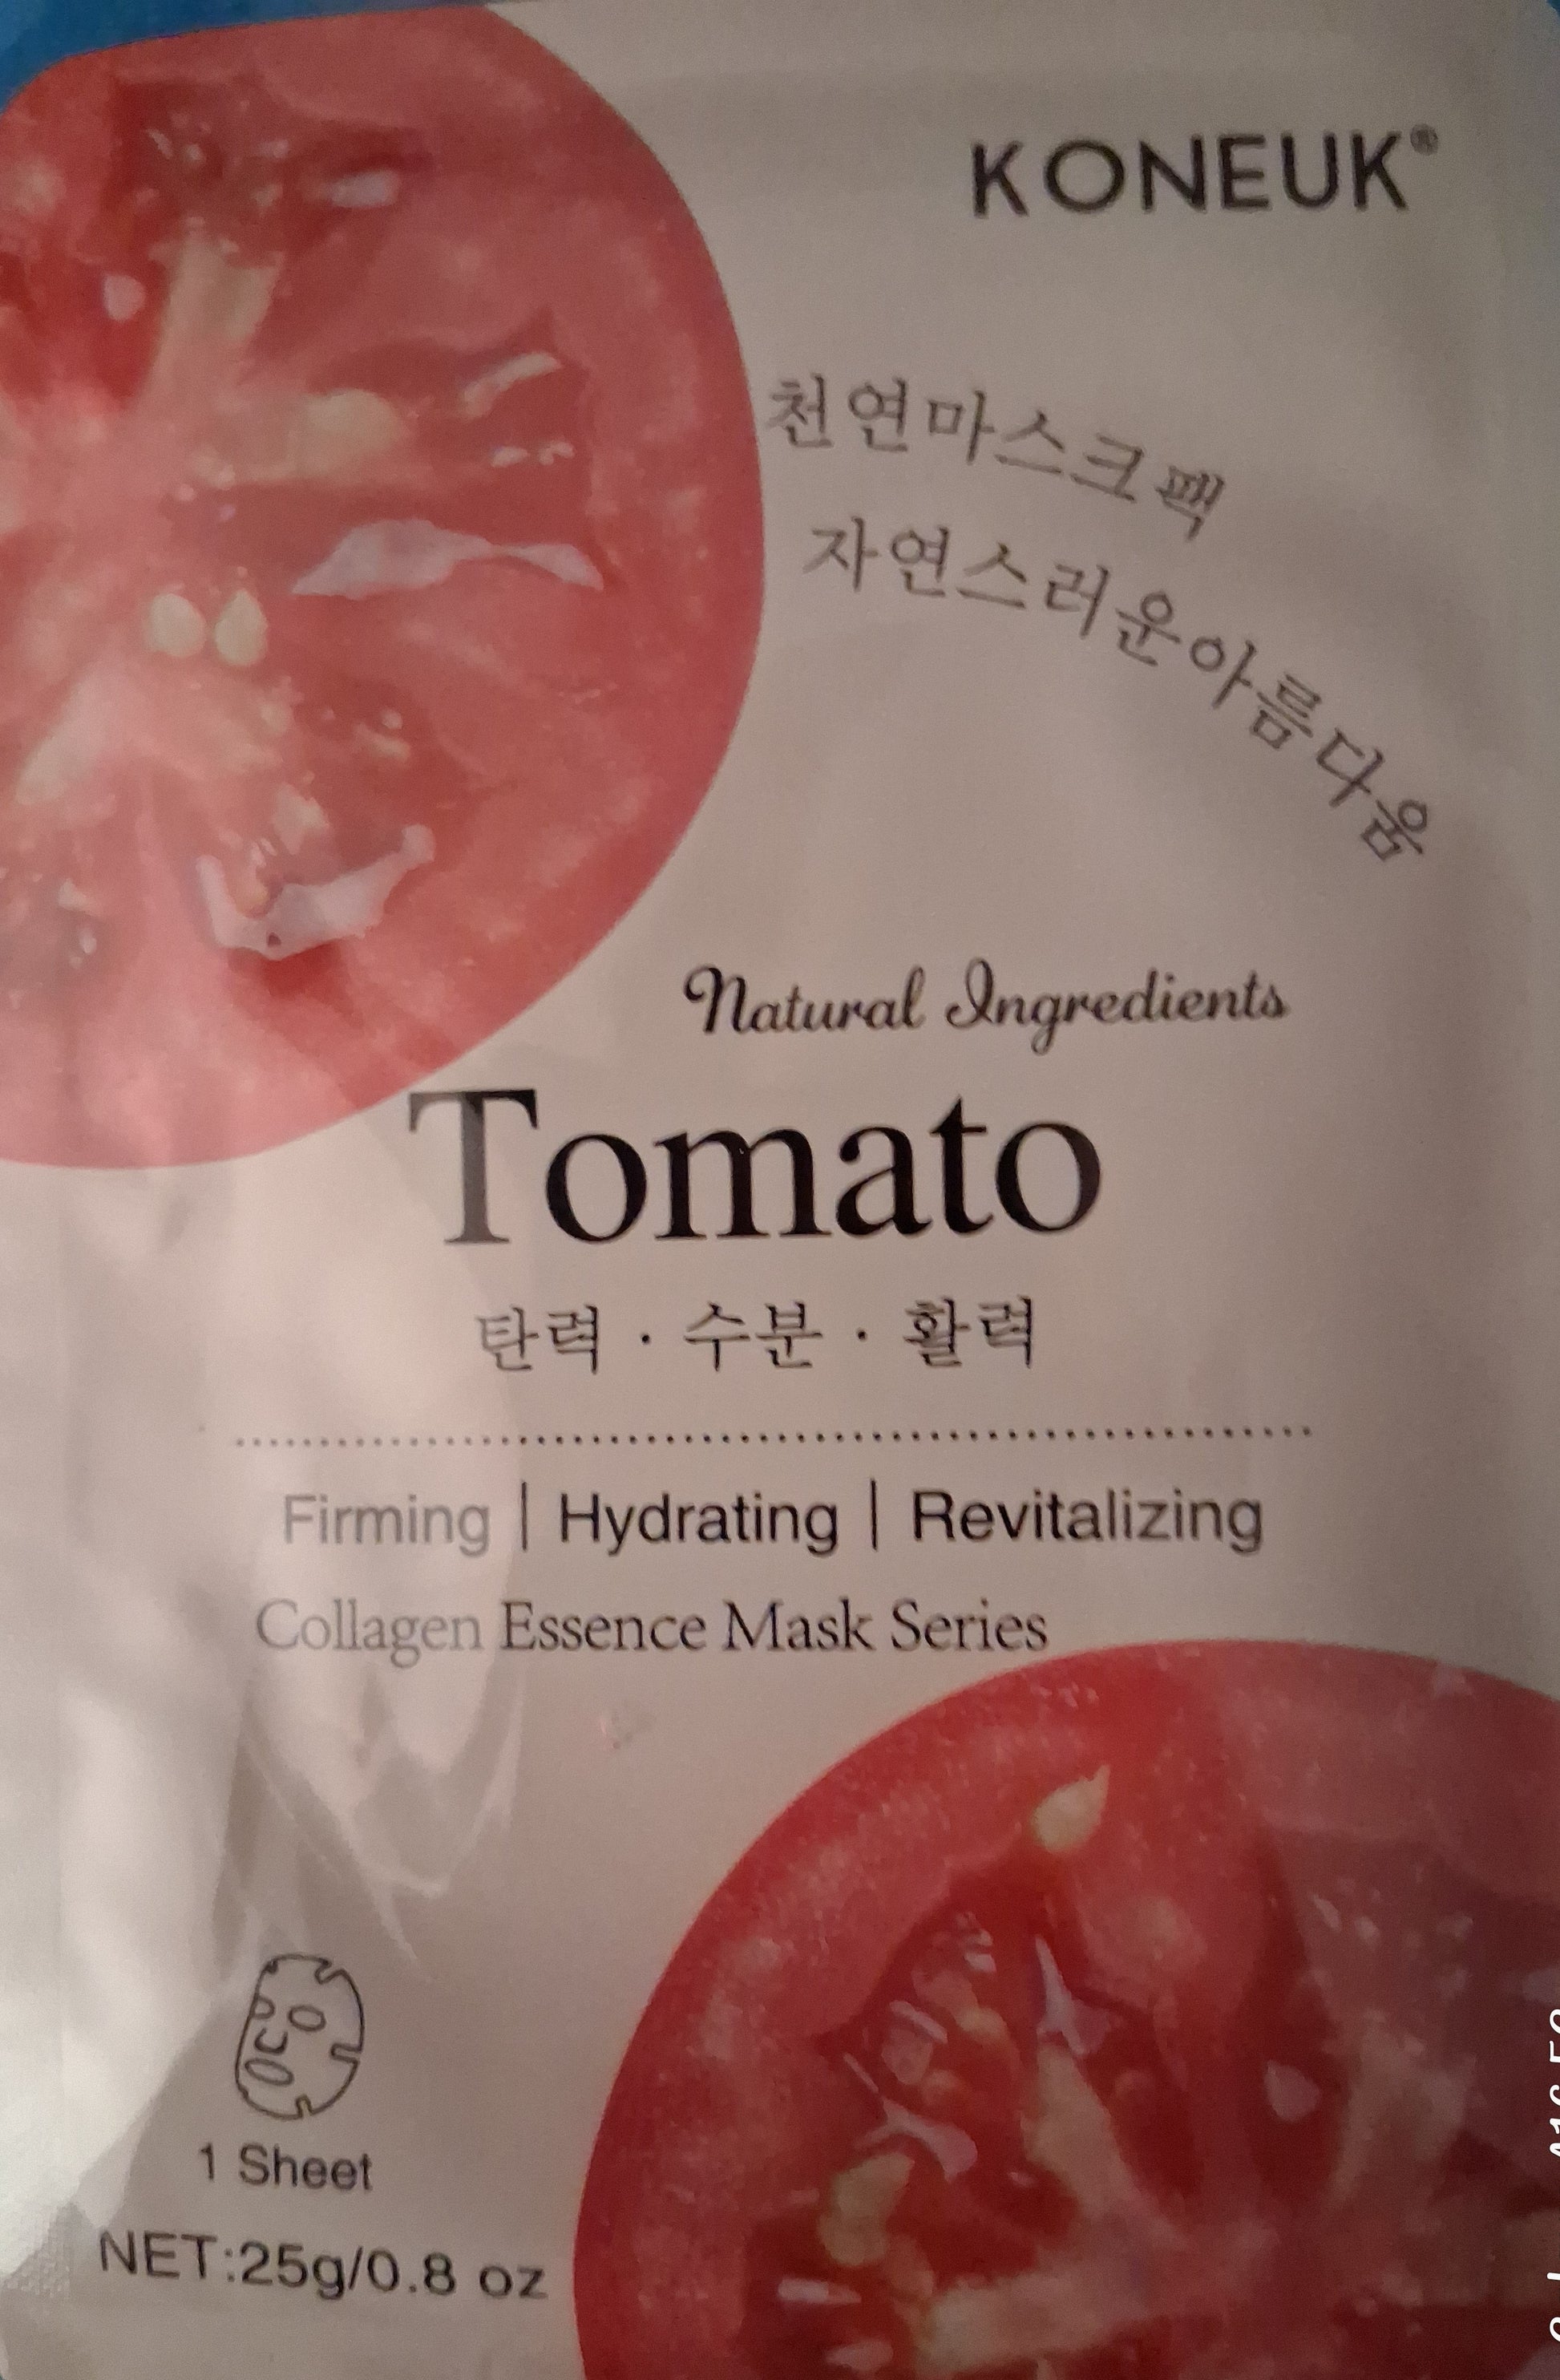 KONEUK®
천연마스크팩
자연스러운아름다움
Natural Ingredients
Tomato
탄력 · 수분 · 활력
Firming | Hydrating | Revitalizing
Collagen Essence Mask Series
1 Sheet
NET:25g/0.8 oz